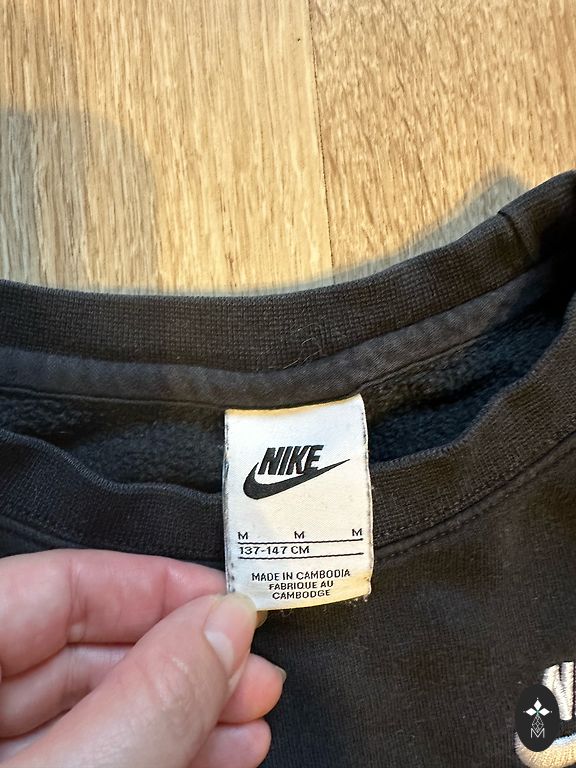 NIKE
M M M
137-147 CM
MADE IN CAMBODIA
FABRIQUE AU
CAMBODGE